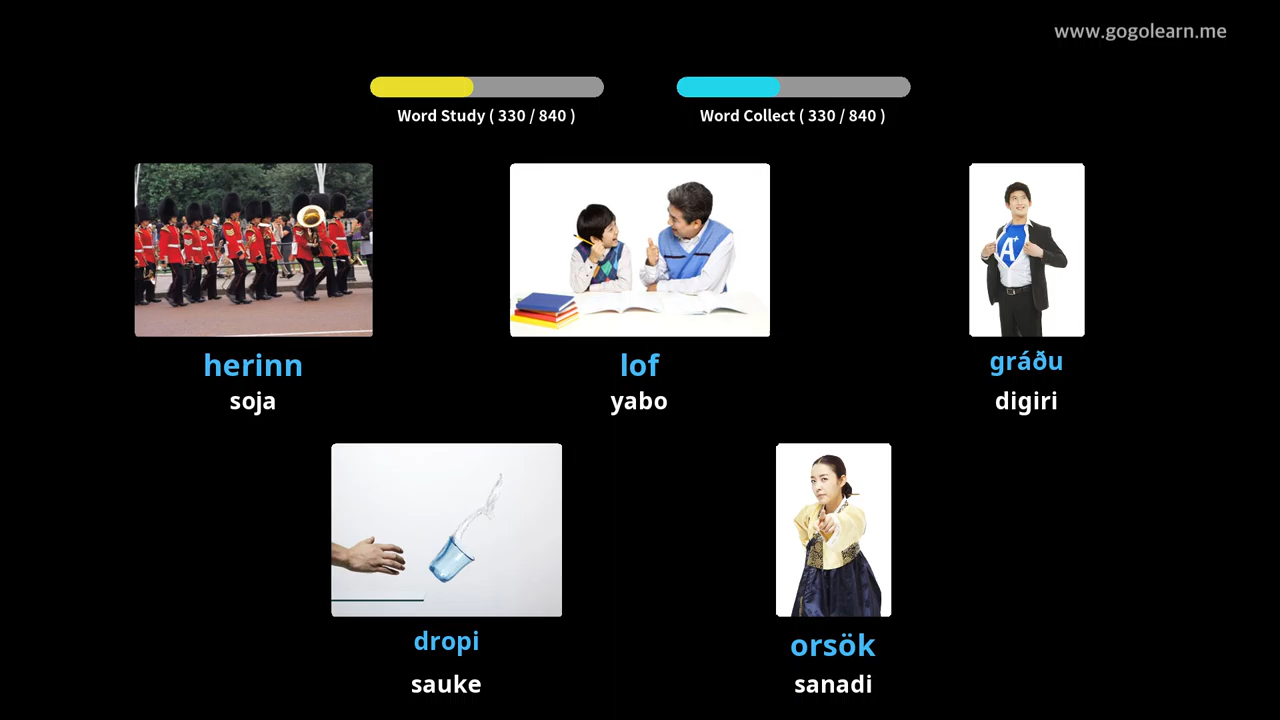 www.gogolearn.me
Word Study ( 330 / 840 )
Word Collect ( 330 / 840 )
A+
herinn
soja
lof
yabo
gráðu
digiri
dropi
sauke
orsök
sanadi